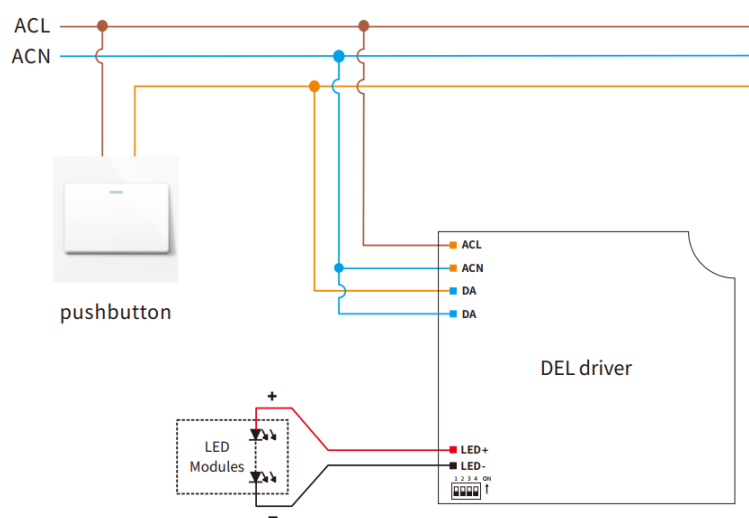 ACL
ACN
pushbutton
ACL
ACN
DA
DA
DEL driver
+
LED
Modules
LED+
LED-
1 2 3 4 ON
−